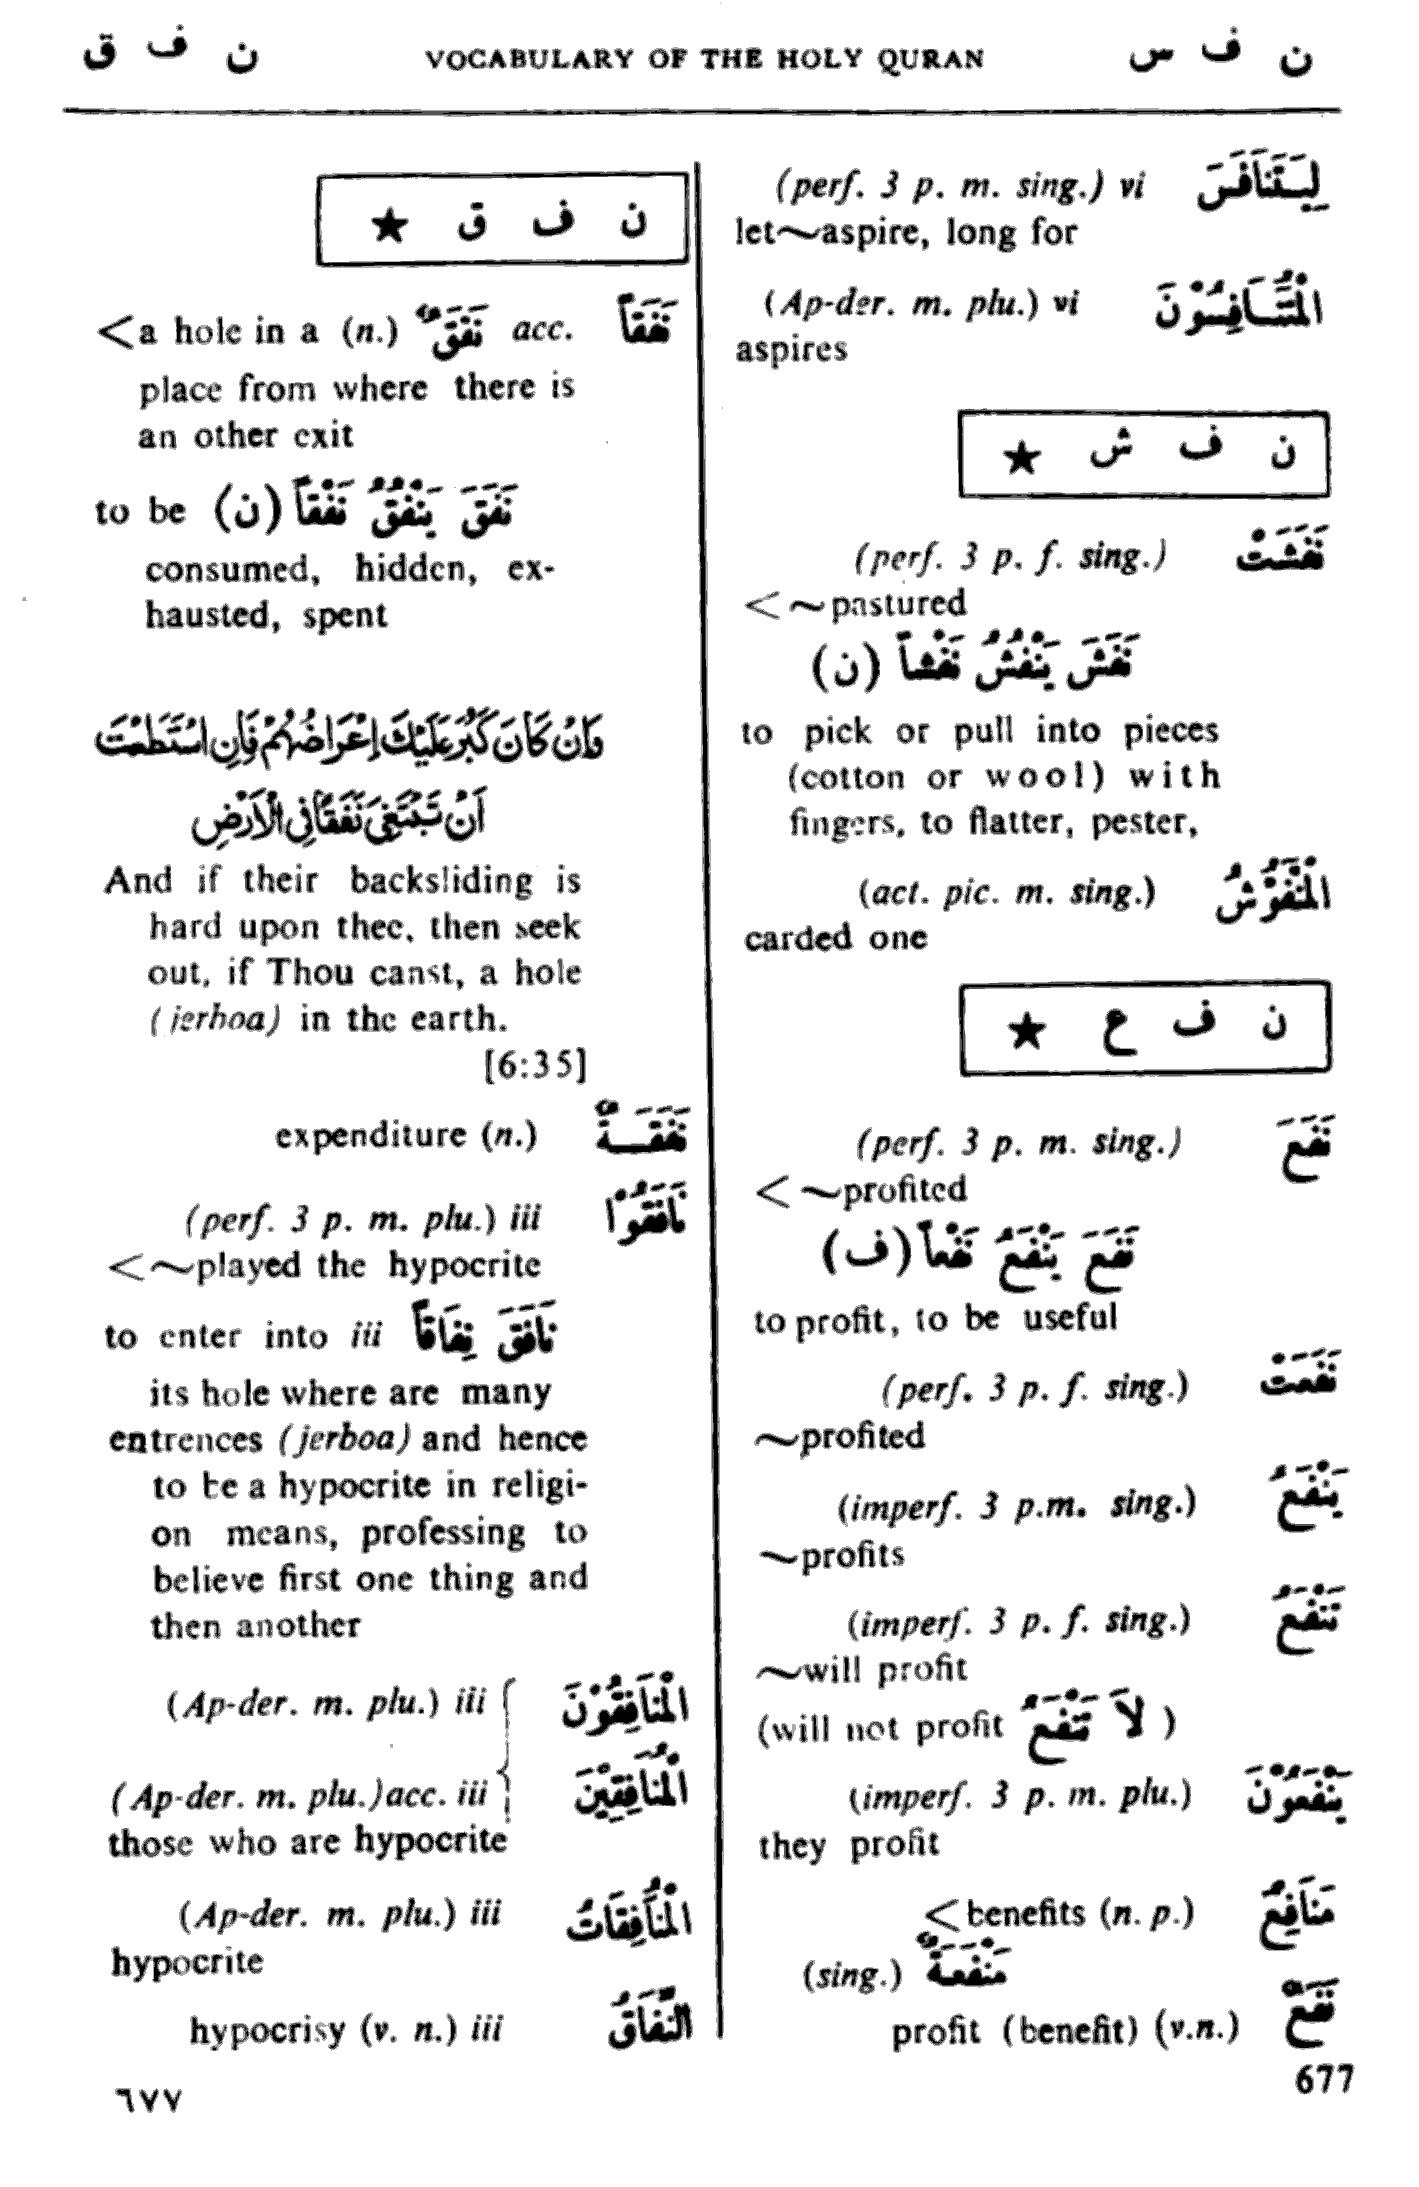 ن ف س
VOCABULARY OF THE HOLY QURAN
ن ف ق
لِيَتَنَافَسَ (perf. 3 p. m. sing.) vi
let~aspire, long for
الْمُتَنَافِسُوْنَ (Ap-der. m. plu.) vi
aspires
ن ف ش ★
نَفَشَتْ (perf. 3 p. f. sing.)
< ~pastured
نَفَشَ يَنْفُشُ نَفْشاً (ن)
to pick or pull into pieces
(cotton or wool) with
fingers, to flatter, pester,
الْمَنْفُوْشُ (act. pic. m. sing.)
carded one
ن ف ع ★
نَفَعَ (perf. 3 p. m. sing.)
< ~profited
نَفَعَ يَنْفَعُ نَفْعاً (ف)
to profit, to be useful
نَفَعَتْ (perf. 3 p. f. sing.)
~profited
يَنْفَعُ (imperf. 3 p.m. sing.)
~profits
تَنْفَعُ (imperf. 3 p. f. sing.)
~will profit
(will not profit لاَ تَنْفَعُ )
يَنْفَعُوْنَ (imperf. 3 p. m. plu.)
they profit
مَنَافِعُ <benefits (n. p.)
(sing.) مَنْفَعَةٌ
نَفْعٌ profit (benefit) (v.n.)
ن ف ق ★
نَفَقاً acc. نَفَقٌ (n.) <a hole in a
place from where there is
an other exit
نَفَقَ يَنْفُقُ نَفْقاً (ن) to be
consumed, hidden, ex-
hausted, spent
وَإِنْ كَانَ كَبُرَ عَلَيْكَ إِعْرَاضُهُمْ فَإِنِ اسْتَطَعْتَ
أَنْ تَبْتَغِيَ نَفَقًا فِي الْأَرْضِ
And if their backsliding is
hard upon thee, then seek
out, if Thou canst, a hole
(jerboa) in the earth.
[6:35]
نَفَقَةٌ expenditure (n.)
نَافَقُوْا (perf. 3 p. m. plu.) iii
<~played the hypocrite
نَافَقَ نِفَاقاً iii to enter into
its hole where are many
entrences (jerboa) and hence
to be a hypocrite in religi-
on means, professing to
believe first one thing and
then another
الْمُنَافِقُوْنَ (Ap-der. m. plu.) iii
الْمُنَافِقِيْنَ (Ap-der. m. plu.) acc. iii
those who are hypocrite
الْمُنَافِقَاتُ (Ap-der. m. plu.) iii
hypocrite
النِّفَاقُ hypocrisy (v. n.) iii
677
٦٧٧